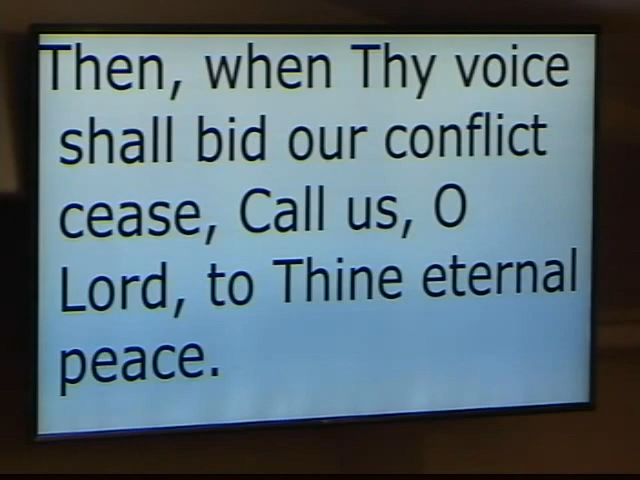 Then, when Thy voice
shall bid our conflict
cease, Call us, O
Lord, to Thine eternal
peace.